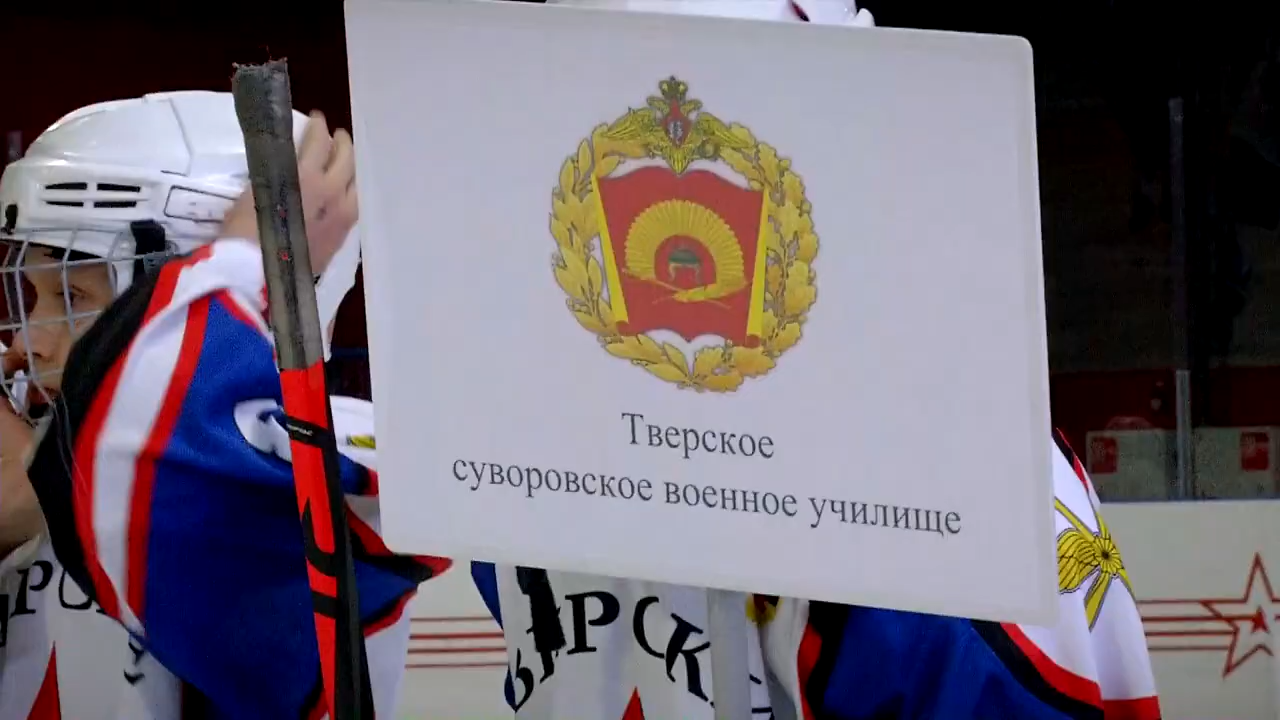 Тверское
суворовское военное училище